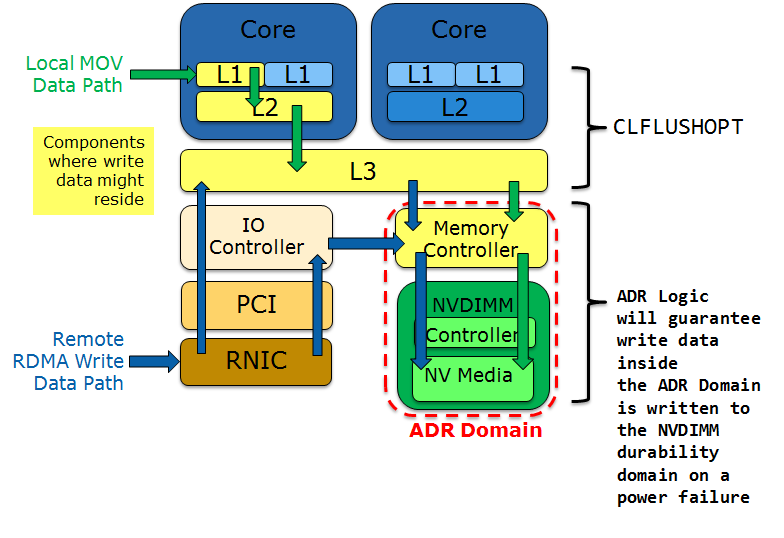 Core
Core
Local MOV
Data Path
L1
L1
L1
L1
L2
L2
CLFLUSHOPT
Components
where write
data might
reside
L3
IO
Controller
Memory
Controller
PCI
NVDIMM
Controller
ADR Logic
will guarantee
write data
inside
the ADR Domain
is written to
the NVDIMM
durability
domain on a
power failure
Remote
RDMA Write
Data Path
RNIC
NV Media
ADR Domain